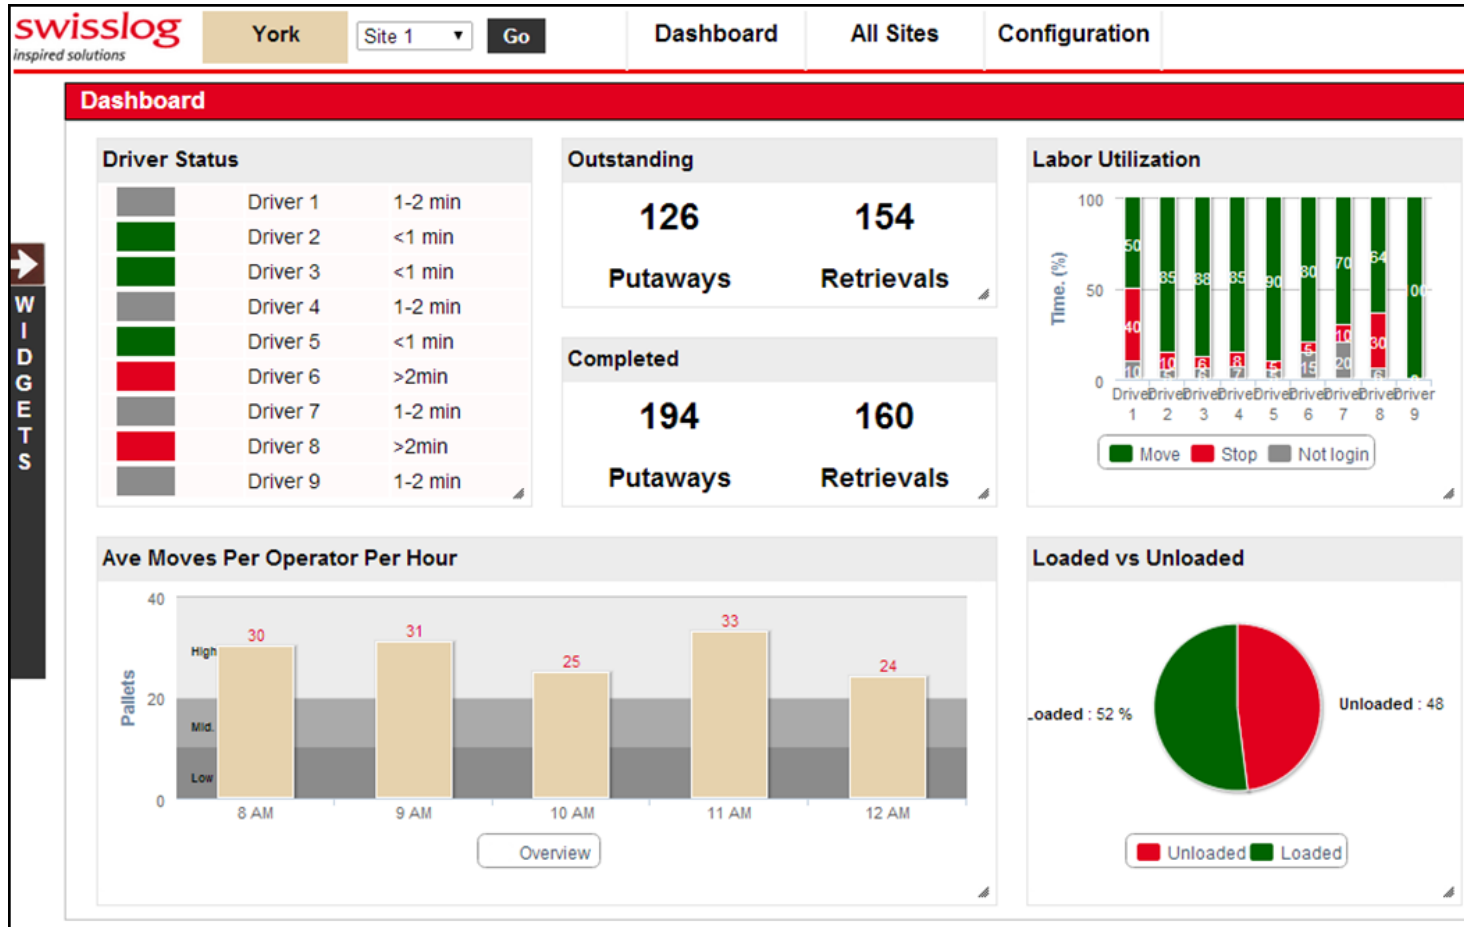 swisslog
inspired solutions
York
Site 1
Go
Dashboard
All Sites
Configuration
Dashboard
WIDGETS
Driver Status
Driver 1 1-2 min
Driver 2 <1 min
Driver 3 <1 min
Driver 4 1-2 min
Driver 5 <1 min
Driver 6 >2min
Driver 7 1-2 min
Driver 8 >2min
Driver 9 1-2 min
Outstanding
126 154
Putaways Retrievals
Completed
194 160
Putaways Retrievals
Labor Utilization
Time. (%)
100
50
0
50 85 88 85 90 80 70 64
40 10 6 8 5 5 10 30
10 5 6 7 5 15 20 6
Driver Driver Driver Driver Driver Driver Driver Driver Driver
1 2 3 4 5 6 7 8 9
Move Stop Not login
Ave Moves Per Operator Per Hour
Pallets
40
20
0
High
Mid.
Low
30 31 25 33 24
8 AM 9 AM 10 AM 11 AM 12 AM
Overview
Loaded vs Unloaded
Loaded : 52 %
Unloaded : 48
Unloaded Loaded